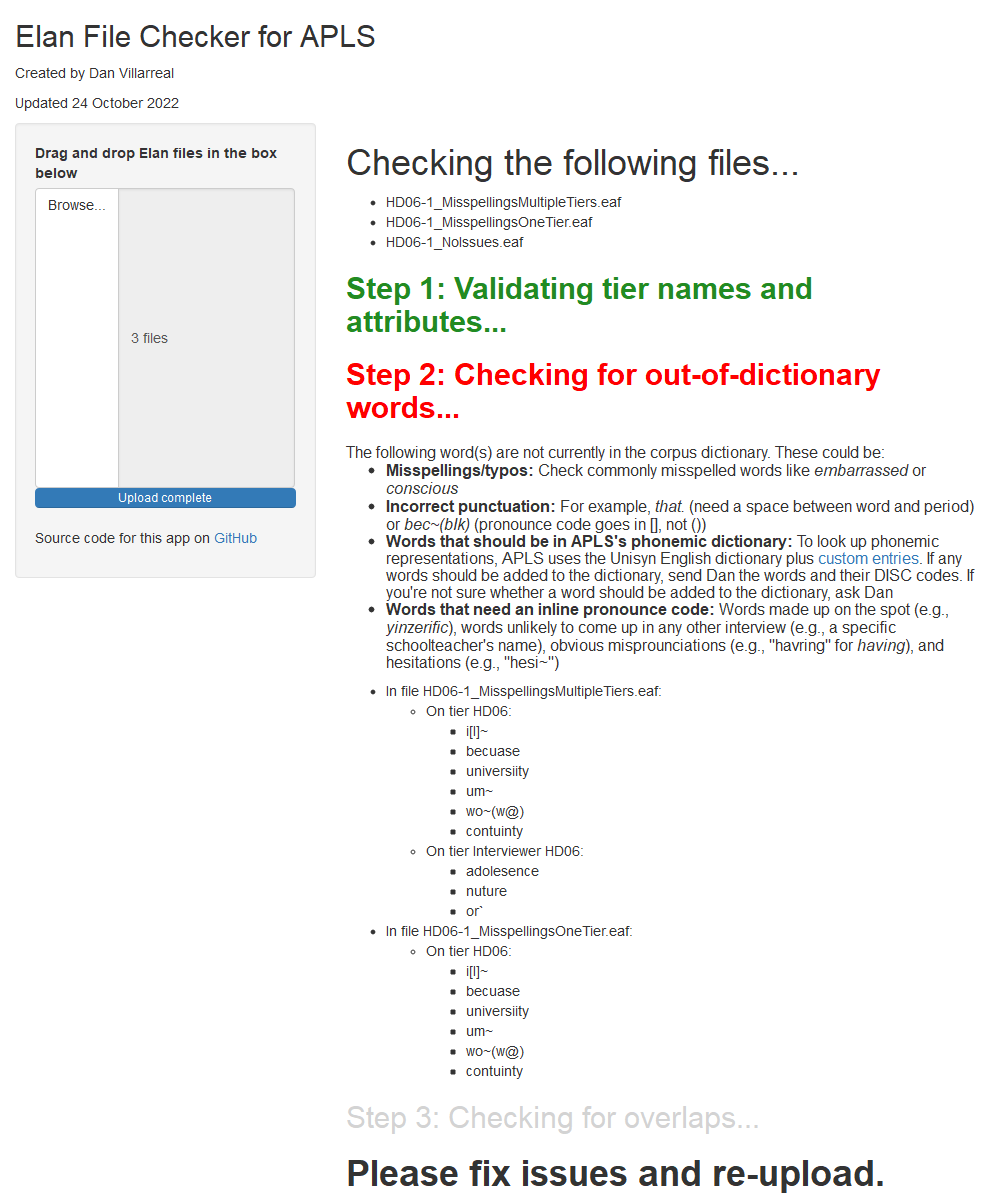 Elan File Checker for APLS
Created by Dan Villarreal
Updated 24 October 2022
Drag and drop Elan files in the box
below
Browse...
3 files
Upload complete
Source code for this app on GitHub
Checking the following files...
HD06-1_MisspellingsMultipleTiers.eaf
HD06-1_MisspellingsOneTier.eaf
HD06-1_NoIssues.eaf
Step 1: Validating tier names and
attributes...
Step 2: Checking for out-of-dictionary
words...
The following word(s) are not currently in the corpus dictionary. These could be:
Misspellings/typos: Check commonly misspelled words like embarrassed or
conscious
Incorrect punctuation: For example, that. (need a space between word and period)
or bec~(bIk) (pronounce code goes in [], not ())
Words that should be in APLS's phonemic dictionary: To look up phonemic
representations, APLS uses the Unisyn English dictionary plus custom entries. If any
words should be added to the dictionary, send Dan the words and their DISC codes. If
you're not sure whether a word should be added to the dictionary, ask Dan
Words that need an inline pronounce code: Words made up on the spot (e.g.,
yinzerific), words unlikely to come up in any other interview (e.g., a specific
schoolteacher's name), obvious misprounciations (e.g., "havring" for having), and
hesitations (e.g., "hesi~")
In file HD06-1_MisspellingsMultipleTiers.eaf:
On tier HD06:
i[I]~
becuase
universiity
um~
wo~(w@)
contuinty
On tier Interviewer HD06:
adolesence
nuture
or`
In file HD06-1_MisspellingsOneTier.eaf:
On tier HD06:
i[I]~
becuase
universiity
um~
wo~(w@)
contuinty
Step 3: Checking for overlaps...
Please fix issues and re-upload.